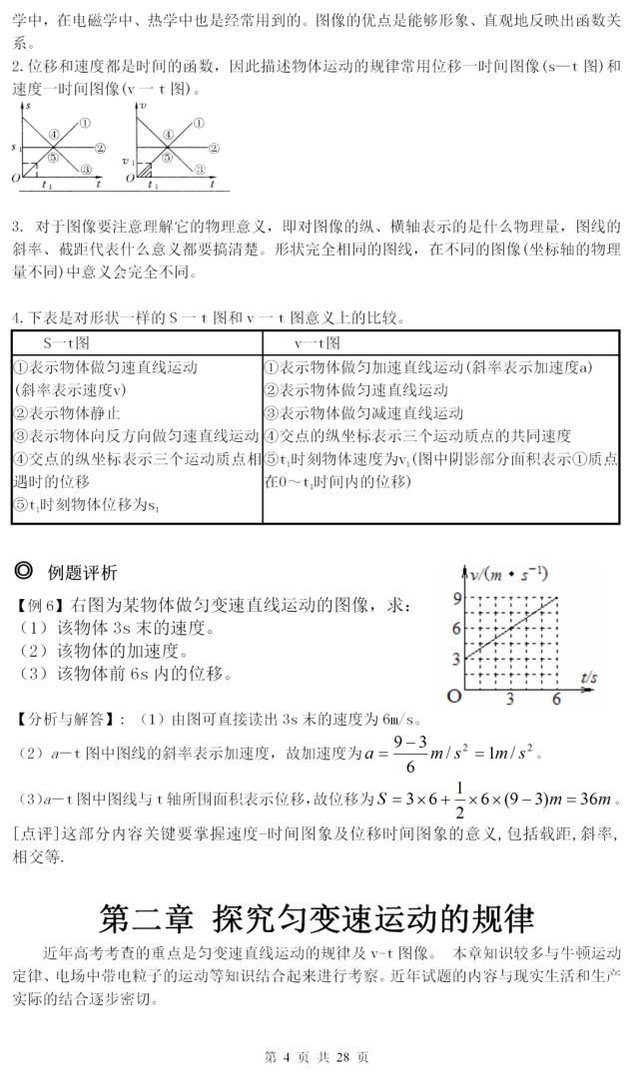 学中，在电磁学中、热学中也是经常用到的。图像的优点是能够形象、直观地反映出函数关
系。
2.位移和速度都是时间的函数，因此描述物体运动的规律常用位移一时间图像(s—t 图)和
速度一时间图像(v 一 t 图)。
s
①
④
s₁
②
⑤
③
O
t₁
t
v
①
④
②
v₁
⑤
③
O
t₁
t
3. 对于图像要注意理解它的物理意义，即对图像的纵、横轴表示的是什么物理量，图线的
斜率、截距代表什么意义都要搞清楚。形状完全相同的图线，在不同的图像(坐标轴的物理
量不同)中意义会完全不同。
4.下表是对形状一样的 S 一 t 图和 v 一 t 图意义上的比较。
S一t图
①表示物体做匀速直线运动
(斜率表示速度v)
②表示物体静止
③表示物体向反方向做匀速直线运动
④交点的纵坐标表示三个运动质点相
遇时的位移
⑤t₁时刻物体位移为s₁
v一t图
①表示物体做匀加速直线运动(斜率表示加速度a)
②表示物体做匀速直线运动
③表示物体做匀减速直线运动
④交点的纵坐标表示三个运动质点的共同速度
⑤t₁时刻物体速度为v₁(图中阴影部分面积表示①质点
在0～t₁时间内的位移)
◎ 例题评析
【例 6】右图为某物体做匀变速直线运动的图像，求：
（1）该物体 3s 末的速度。
（2）该物体的加速度。
（3）该物体前 6s 内的位移。
v/(m·s⁻¹)
9
6
3
O
3
6
t/s
【分析与解答】：（1）由图可直接读出 3s 末的速度为 6m/s。
（2）a—t 图中图线的斜率表示加速度，故加速度为 a = (9−3)/6 m/s² = 1m/s²。
（3)a—t 图中图线与 t 轴所围面积表示位移,故位移为 S = 3×6 + 1/2 ×6×(9−3)m = 36m。
[点评]这部分内容关键要掌握速度-时间图象及位移时间图象的意义,包括载距,斜率,
相交等.
第二章 探究匀变速运动的规律
近年高考考查的重点是匀变速直线运动的规律及 v-t 图像。 本章知识较多与牛顿运动
定律、电场中带电粒子的运动等知识结合起来进行考察。近年试题的内容与现实生活和生产
实际的结合逐步密切。
第 4 页 共 28 页